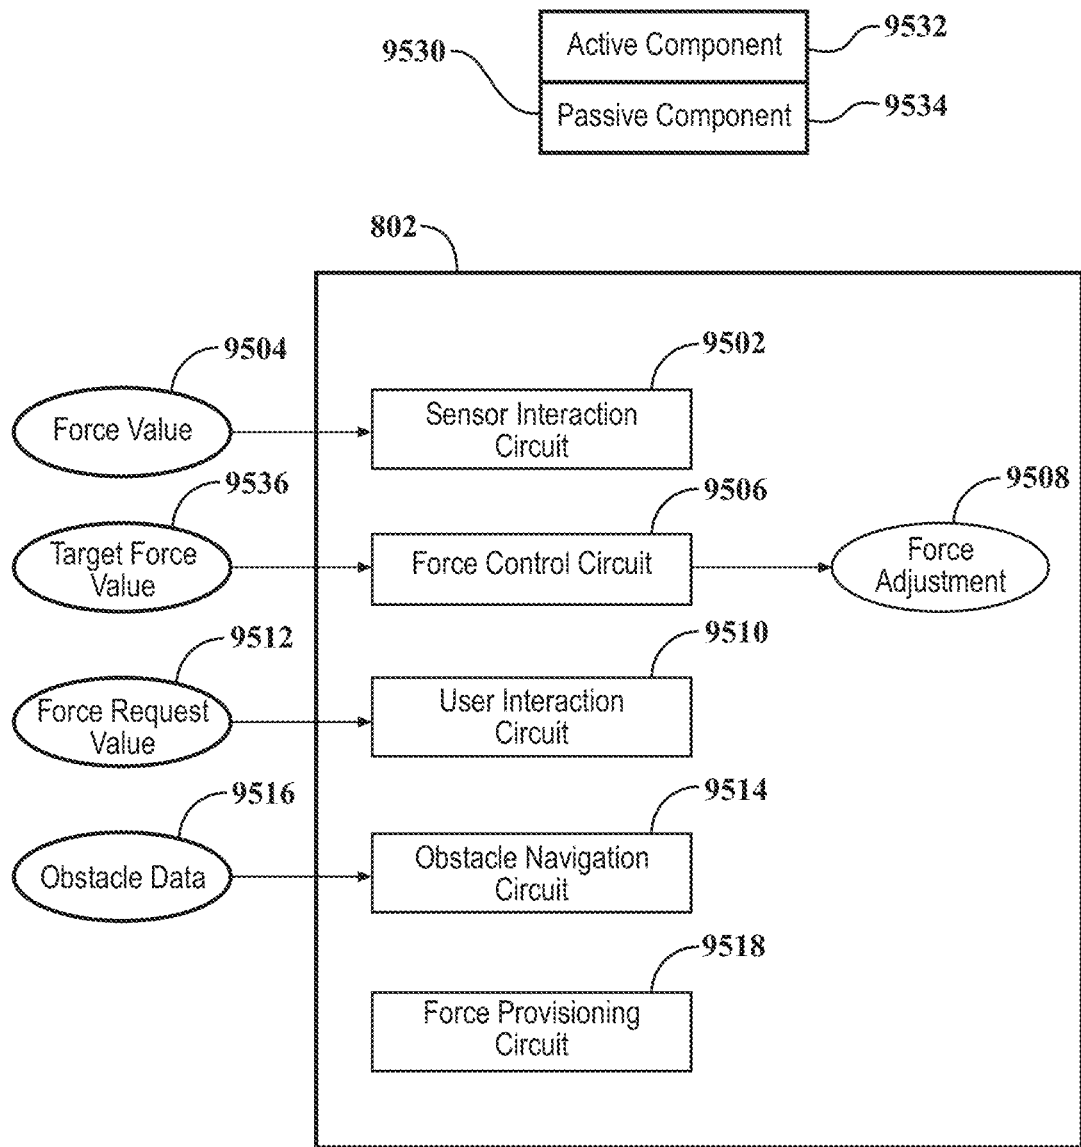 9530
Active Component
9532
Passive Component
9534
802
9504
Force Value
9502
Sensor Interaction
Circuit
9536
Target Force
Value
9506
Force Control Circuit
9508
Force
Adjustment
9512
Force Request
Value
9510
User Interaction
Circuit
9516
Obstacle Data
9514
Obstacle Navigation
Circuit
9518
Force Provisioning
Circuit